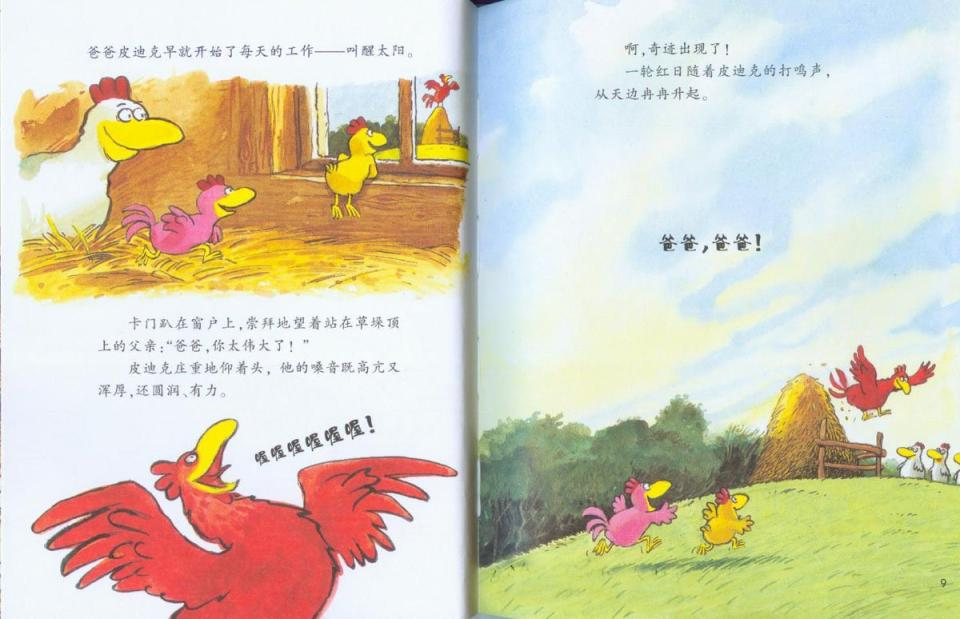 爸爸皮迪克早就开始了每天的工作——叫醒太阳。
卡门趴在窗户上,崇拜地望着站在草垛顶
上的父亲:“爸爸,你太伟大了!”
皮迪克庄重地仰着头, 他的嗓音既高亢又
浑厚,还圆润、有力。
喔喔喔喔喔喔!
啊,奇迹出现了!
一轮红日随着皮迪克的打鸣声,
从天边冉冉升起。
爸爸,爸爸!
9